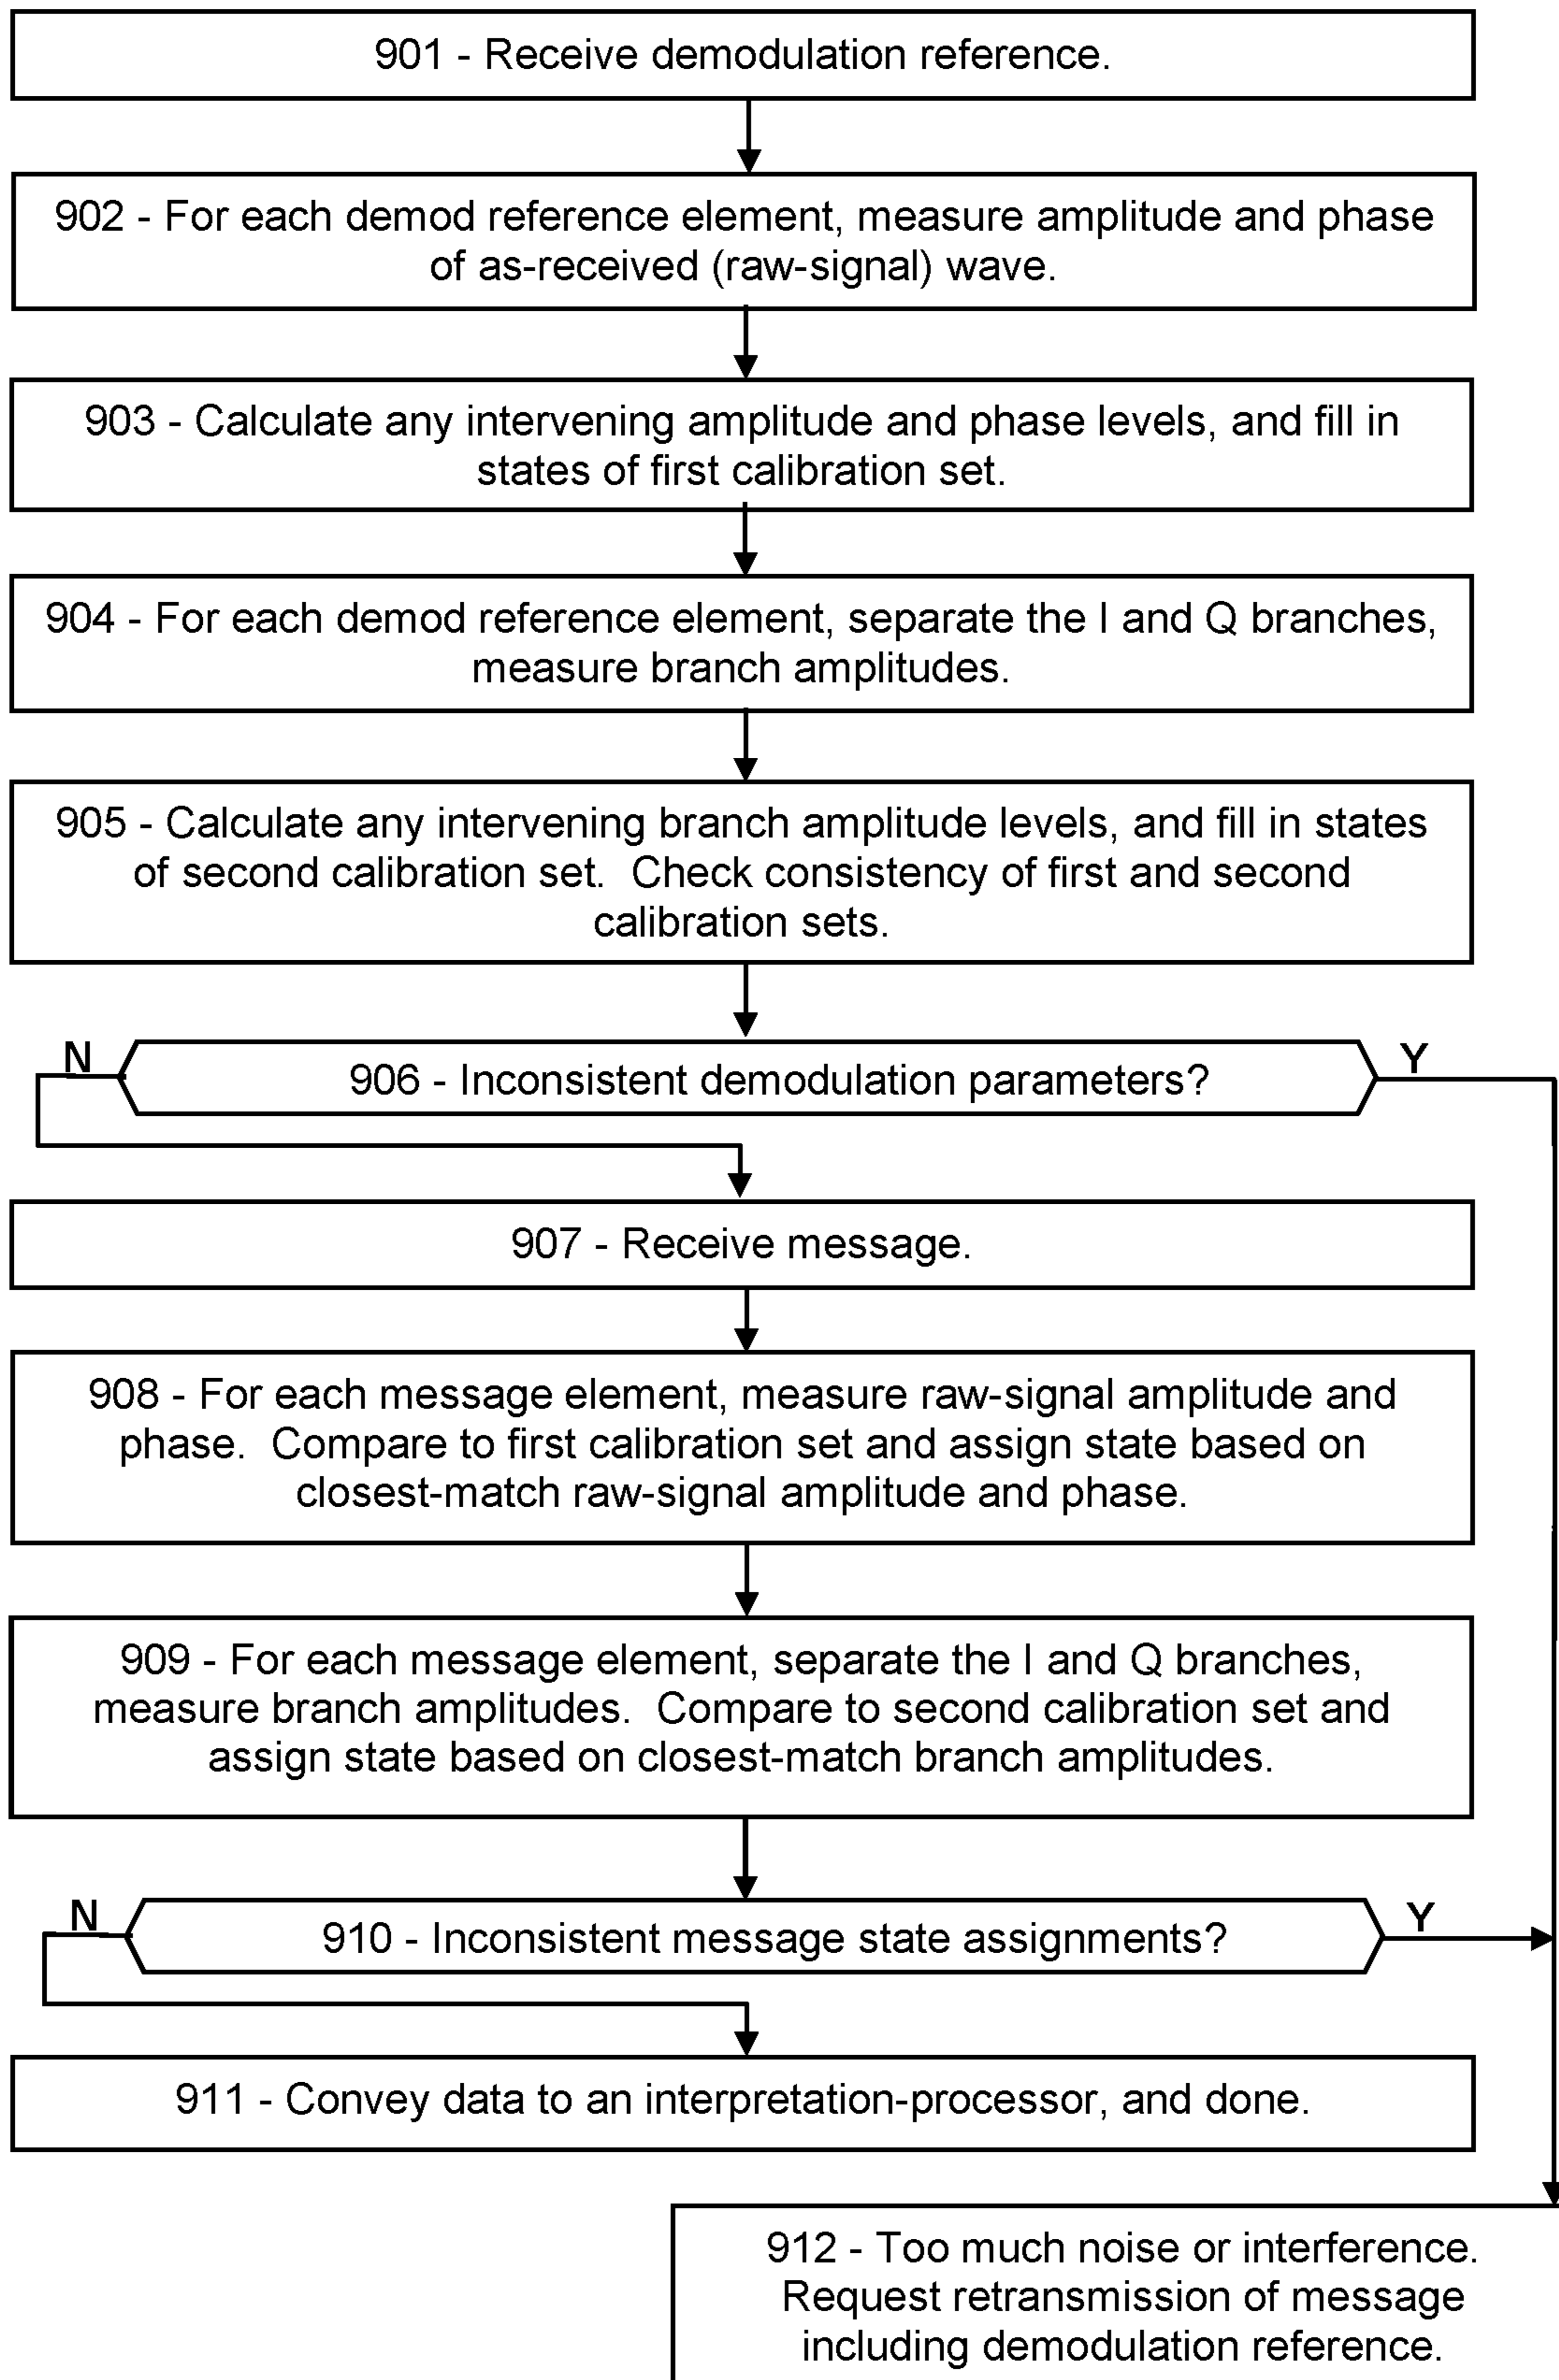 901 - Receive demodulation reference.
902 - For each demod reference element, measure amplitude and phase
of as-received (raw-signal) wave.
903 - Calculate any intervening amplitude and phase levels, and fill in
states of first calibration set.
904 - For each demod reference element, separate the I and Q branches,
measure branch amplitudes.
905 - Calculate any intervening branch amplitude levels, and fill in states
of second calibration set.  Check consistency of first and second
calibration sets.
N
906 - Inconsistent demodulation parameters?
Y
907 - Receive message.
908 - For each message element, measure raw-signal amplitude and
phase.  Compare to first calibration set and assign state based on
closest-match raw-signal amplitude and phase.
909 - For each message element, separate the I and Q branches,
measure branch amplitudes.  Compare to second calibration set and
assign state based on closest-match branch amplitudes.
N
910 - Inconsistent message state assignments?
Y
911 - Convey data to an interpretation-processor, and done.
912 - Too much noise or interference.
Request retransmission of message
including demodulation reference.